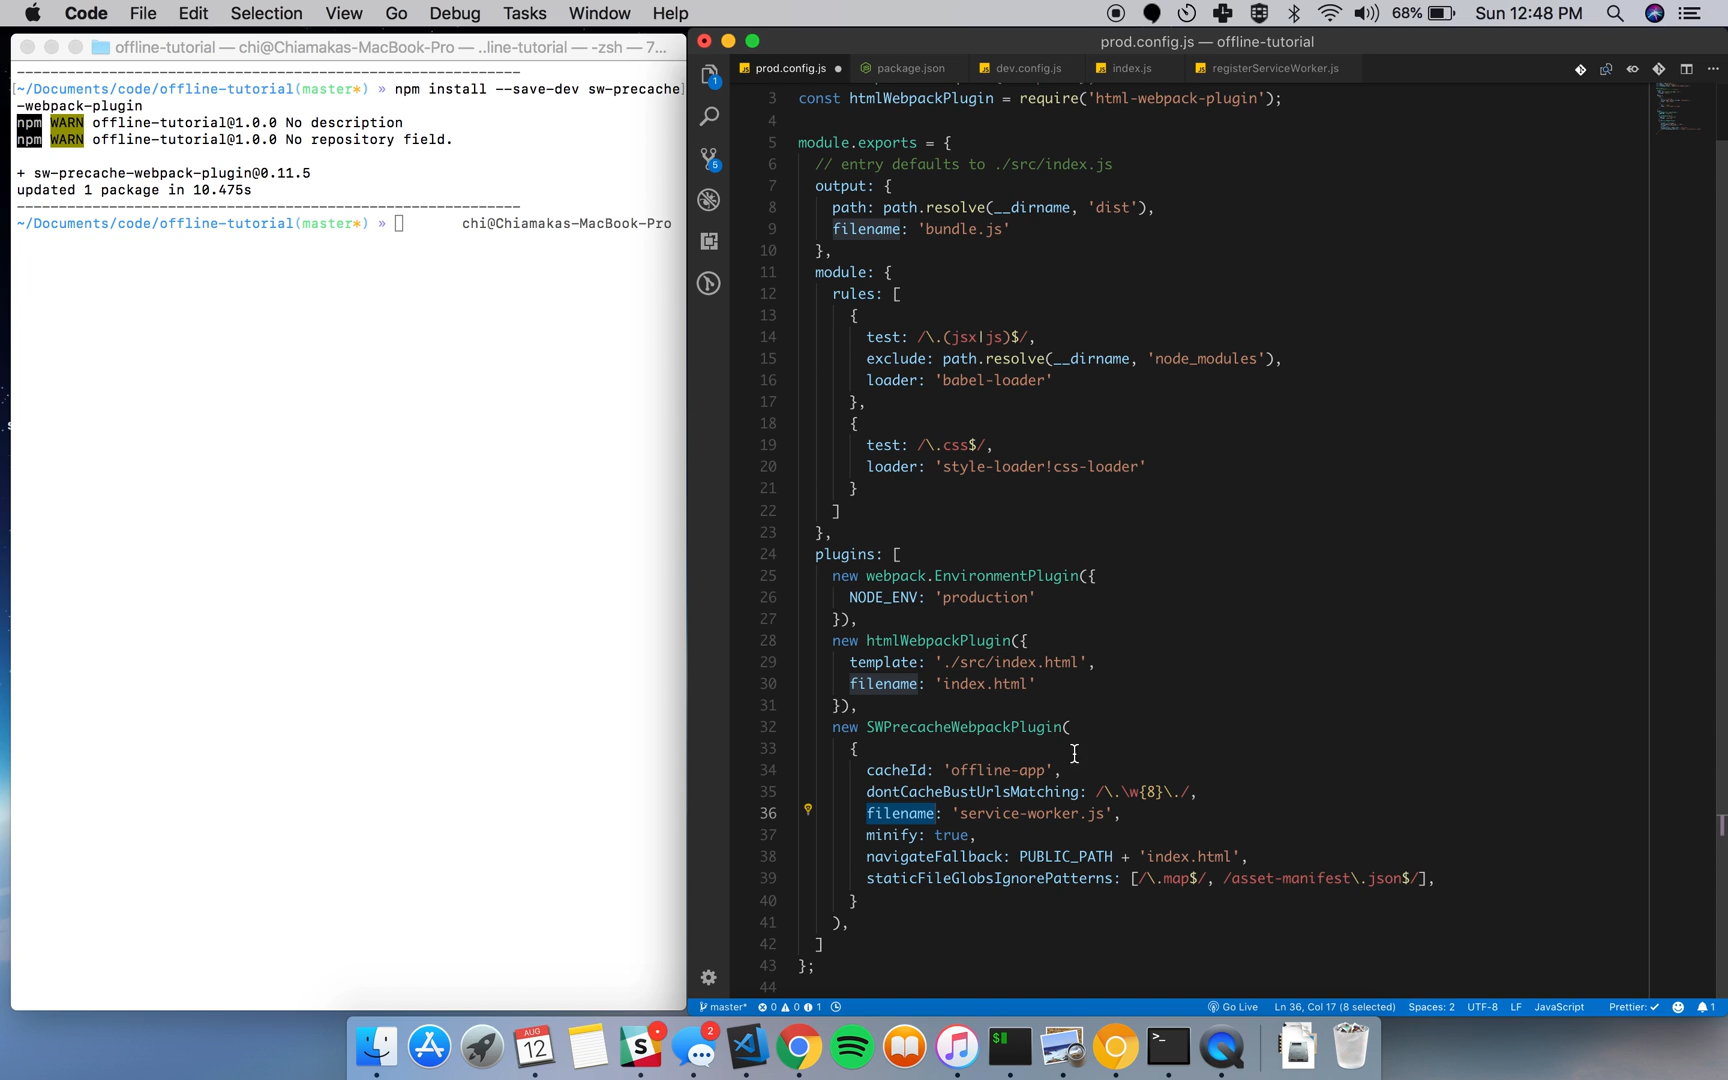 Code File Edit Selection View Go Debug Tasks Window Help 68% Sun 12:48 PM
offline-tutorial — chi@Chiamakas-MacBook-Pro — ..line-tutorial — -zsh — 7...
[~/Documents/code/offline-tutorial(master*) » npm install --save-dev sw-precache]
-webpack-plugin
npm WARN offline-tutorial@1.0.0 No description
npm WARN offline-tutorial@1.0.0 No repository field.
+ sw-precache-webpack-plugin@0.11.5
updated 1 package in 10.475s
~/Documents/code/offline-tutorial(master*) » chi@Chiamakas-MacBook-Pro
prod.config.js — offline-tutorial
prod.config.js package.json dev.config.js index.js registerServiceWorker.js
1
5
3 const htmlWebpackPlugin = require('html-webpack-plugin');
4
5 module.exports = {
6 // entry defaults to ./src/index.js
7 output: {
8 path: path.resolve(__dirname, 'dist'),
9 filename: 'bundle.js'
10 },
11 module: {
12 rules: [
13 {
14 test: /\.(jsx|js)$/,
15 exclude: path.resolve(__dirname, 'node_modules'),
16 loader: 'babel-loader'
17 },
18 {
19 test: /\.css$/,
20 loader: 'style-loader!css-loader'
21 }
22 ]
23 },
24 plugins: [
25 new webpack.EnvironmentPlugin({
26 NODE_ENV: 'production'
27 }),
28 new htmlWebpackPlugin({
29 template: './src/index.html',
30 filename: 'index.html'
31 }),
32 new SWPrecacheWebpackPlugin(
33 {
34 cacheId: 'offline-app',
35 dontCacheBustUrlsMatching: /\.\w{8}\./,
36 filename: 'service-worker.js',
37 minify: true,
38 navigateFallback: PUBLIC_PATH + 'index.html',
39 staticFileGlobsIgnorePatterns: [/\.map$/, /asset-manifest\.json$/],
40 }
41 ),
42 ]
43 };
44
master* 0 0 1 Go Live Ln 36, Col 17 (8 selected) Spaces: 2 UTF-8 LF JavaScript Prettier: ✓ 1
AUG
12
2